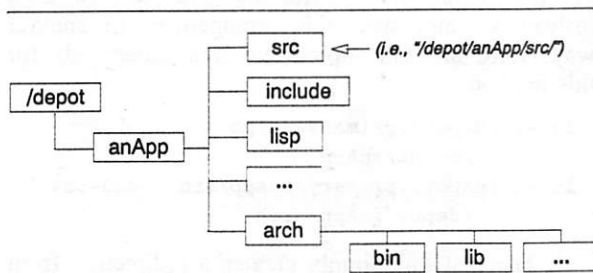 src
(i.e., "/depot/anApp/src/")
/depot
include
anApp
lisp
...
arch
bin
lib
...